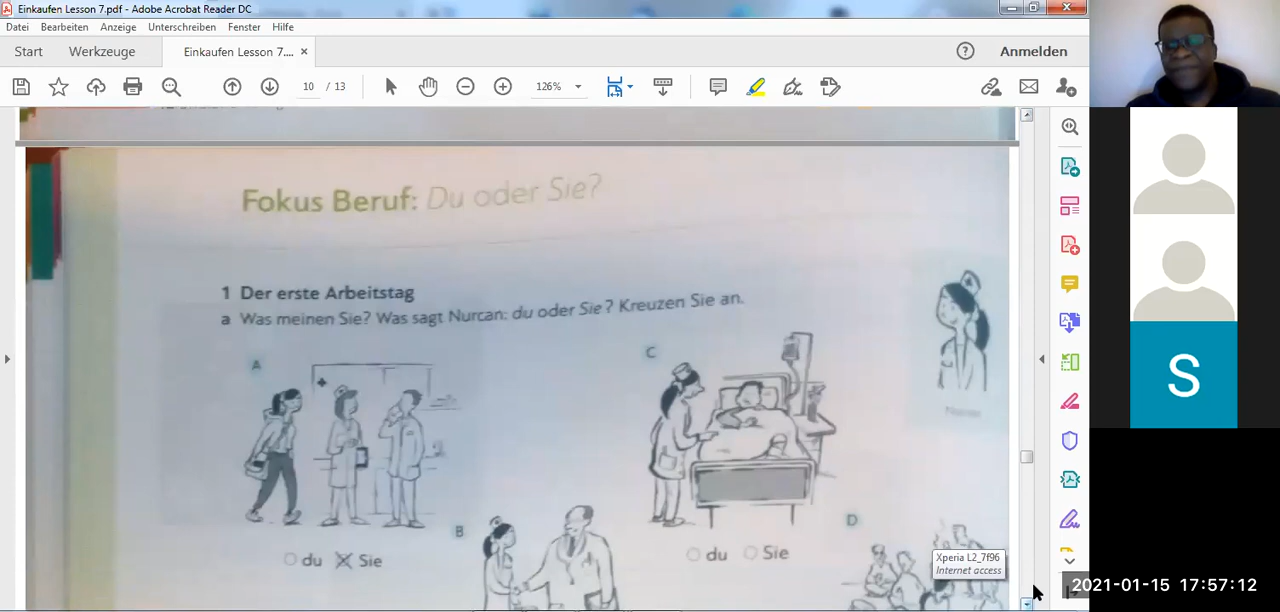 Einkaufen Lesson 7.pdf - Adobe Acrobat Reader DC
Datei Bearbeiten Anzeige Unterschreiben Fenster Hilfe
Start Werkzeuge Einkaufen Lesson 7.... × Anmelden
10 / 13 126%
Fokus Beruf: Du oder Sie?
1 Der erste Arbeitstag
a Was meinen Sie? Was sagt Nurcan: du oder Sie? Kreuzen Sie an.
A
C
Nurcan
B
D
du Sie
du Sie
Xperia L2_7f96
Internet access
S
2021-01-15 17:57:12